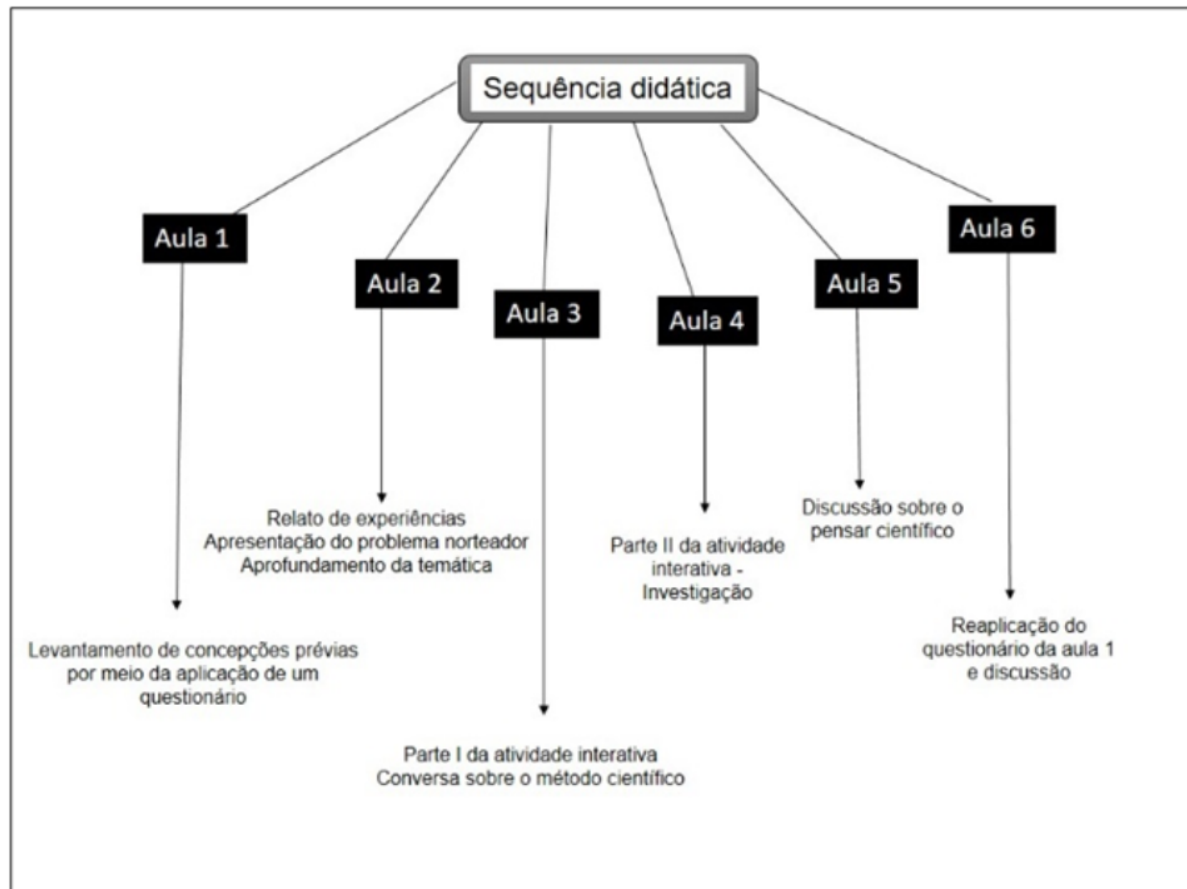 Sequência didática
Aula 1
Aula 2
Aula 3
Aula 4
Aula 5
Aula 6
Levantamento de concepções prévias
por meio da aplicação de um
questionário
Relato de experiências
Apresentação do problema norteador
Aprofundamento da temática
Parte I da atividade interativa
Conversa sobre o método científico
Parte II da atividade
interativa -
Investigação
Discussão sobre o
pensar científico
Reaplicação do
questionário da aula 1
e discussão